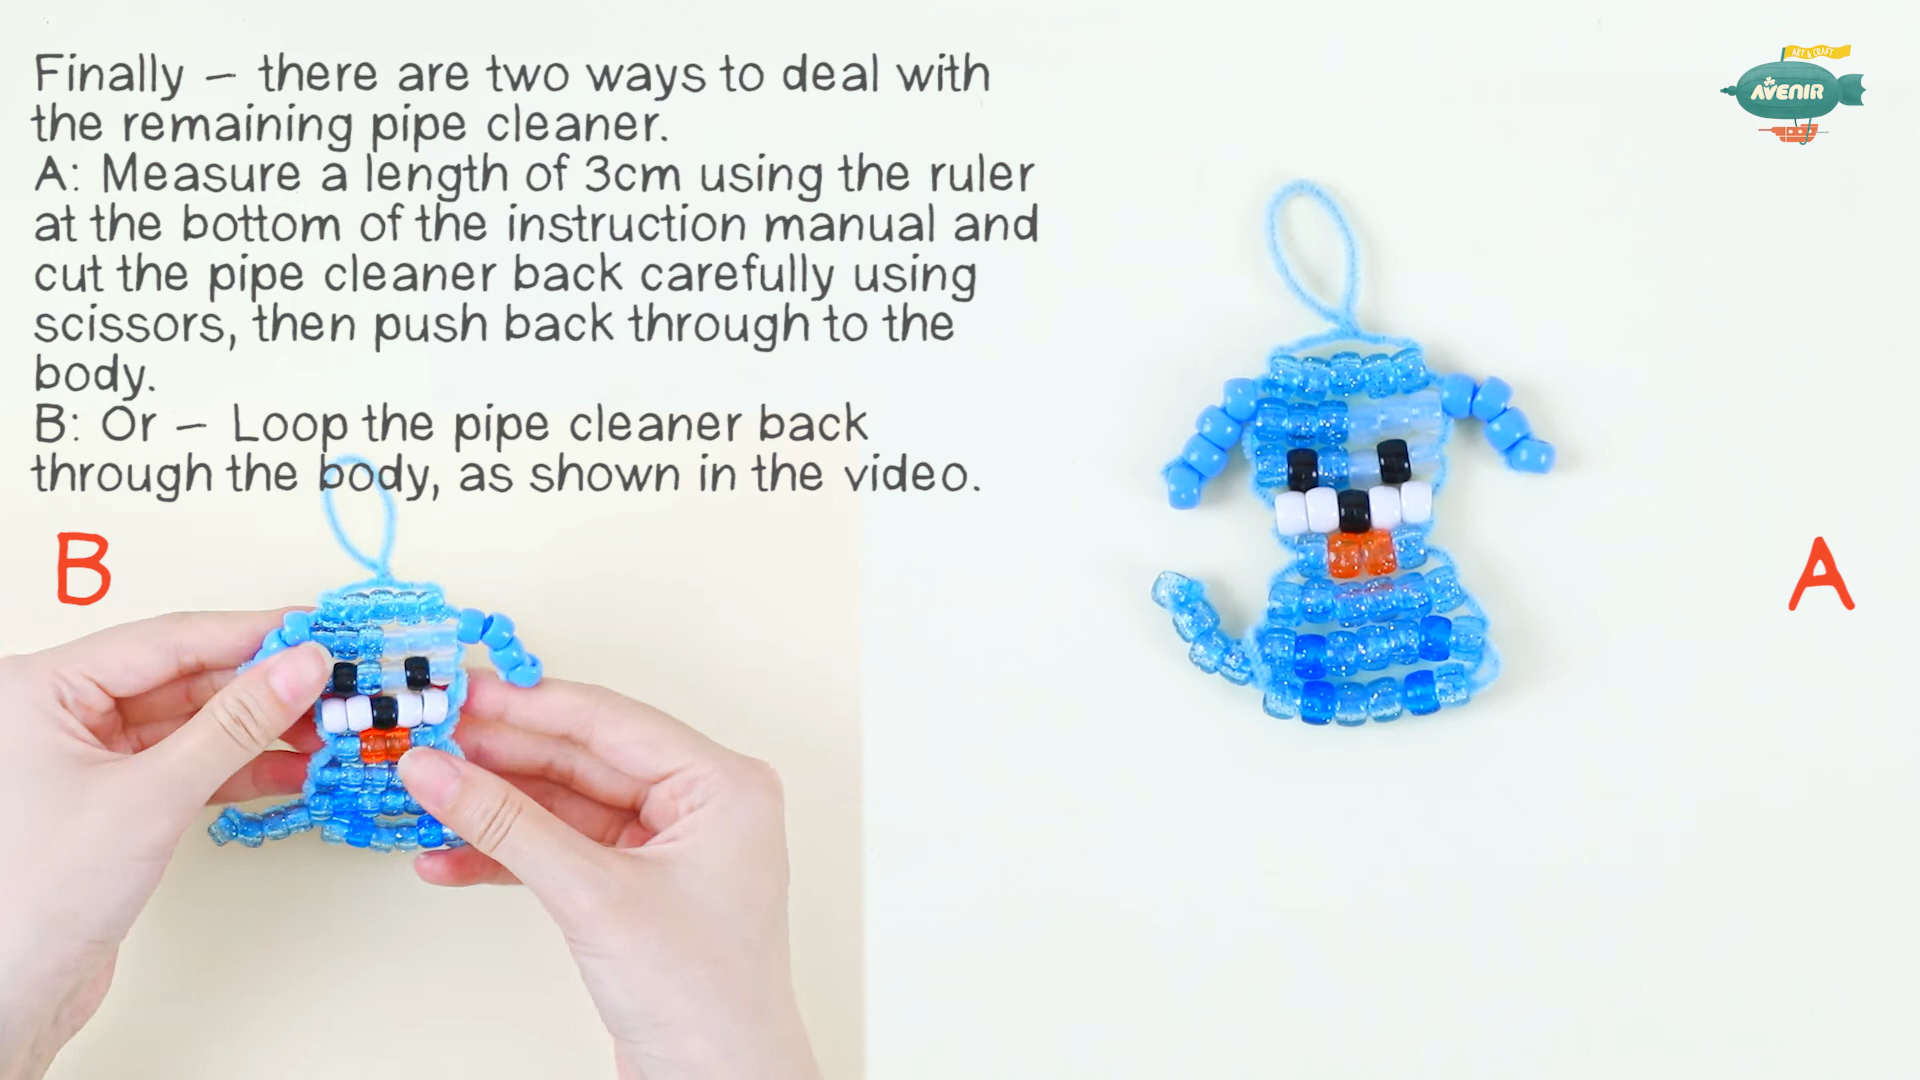 Finally – there are two ways to deal with
the remaining pipe cleaner.
A: Measure a length of 3cm using the ruler
at the bottom of the instruction manual and
cut the pipe cleaner back carefully using
scissors, then push back through to the
body.
B: Or – Loop the pipe cleaner back
through the body, as shown in the video.
B
A
ART & CRAFT
AVENIR